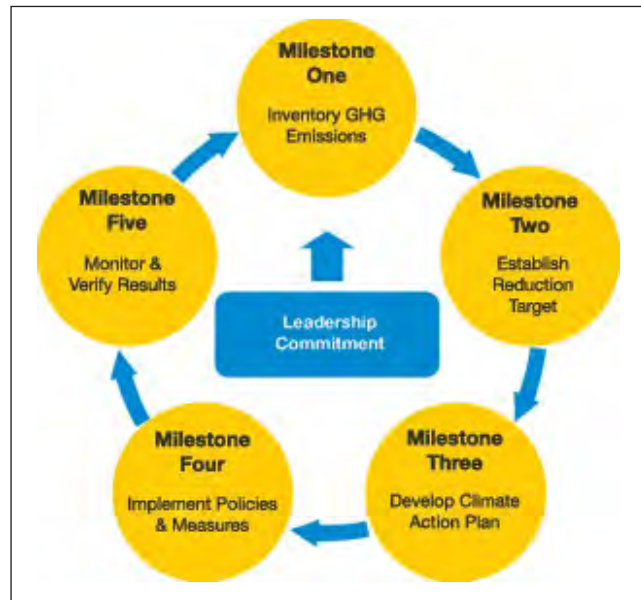 Milestone
One
Inventory GHG
Emissions
Milestone
Two
Establish
Reduction
Target
Milestone
Three
Develop Climate
Action Plan
Milestone
Four
Implement Policies
& Measures
Milestone
Five
Monitor &
Verify Results
Leadership
Commitment